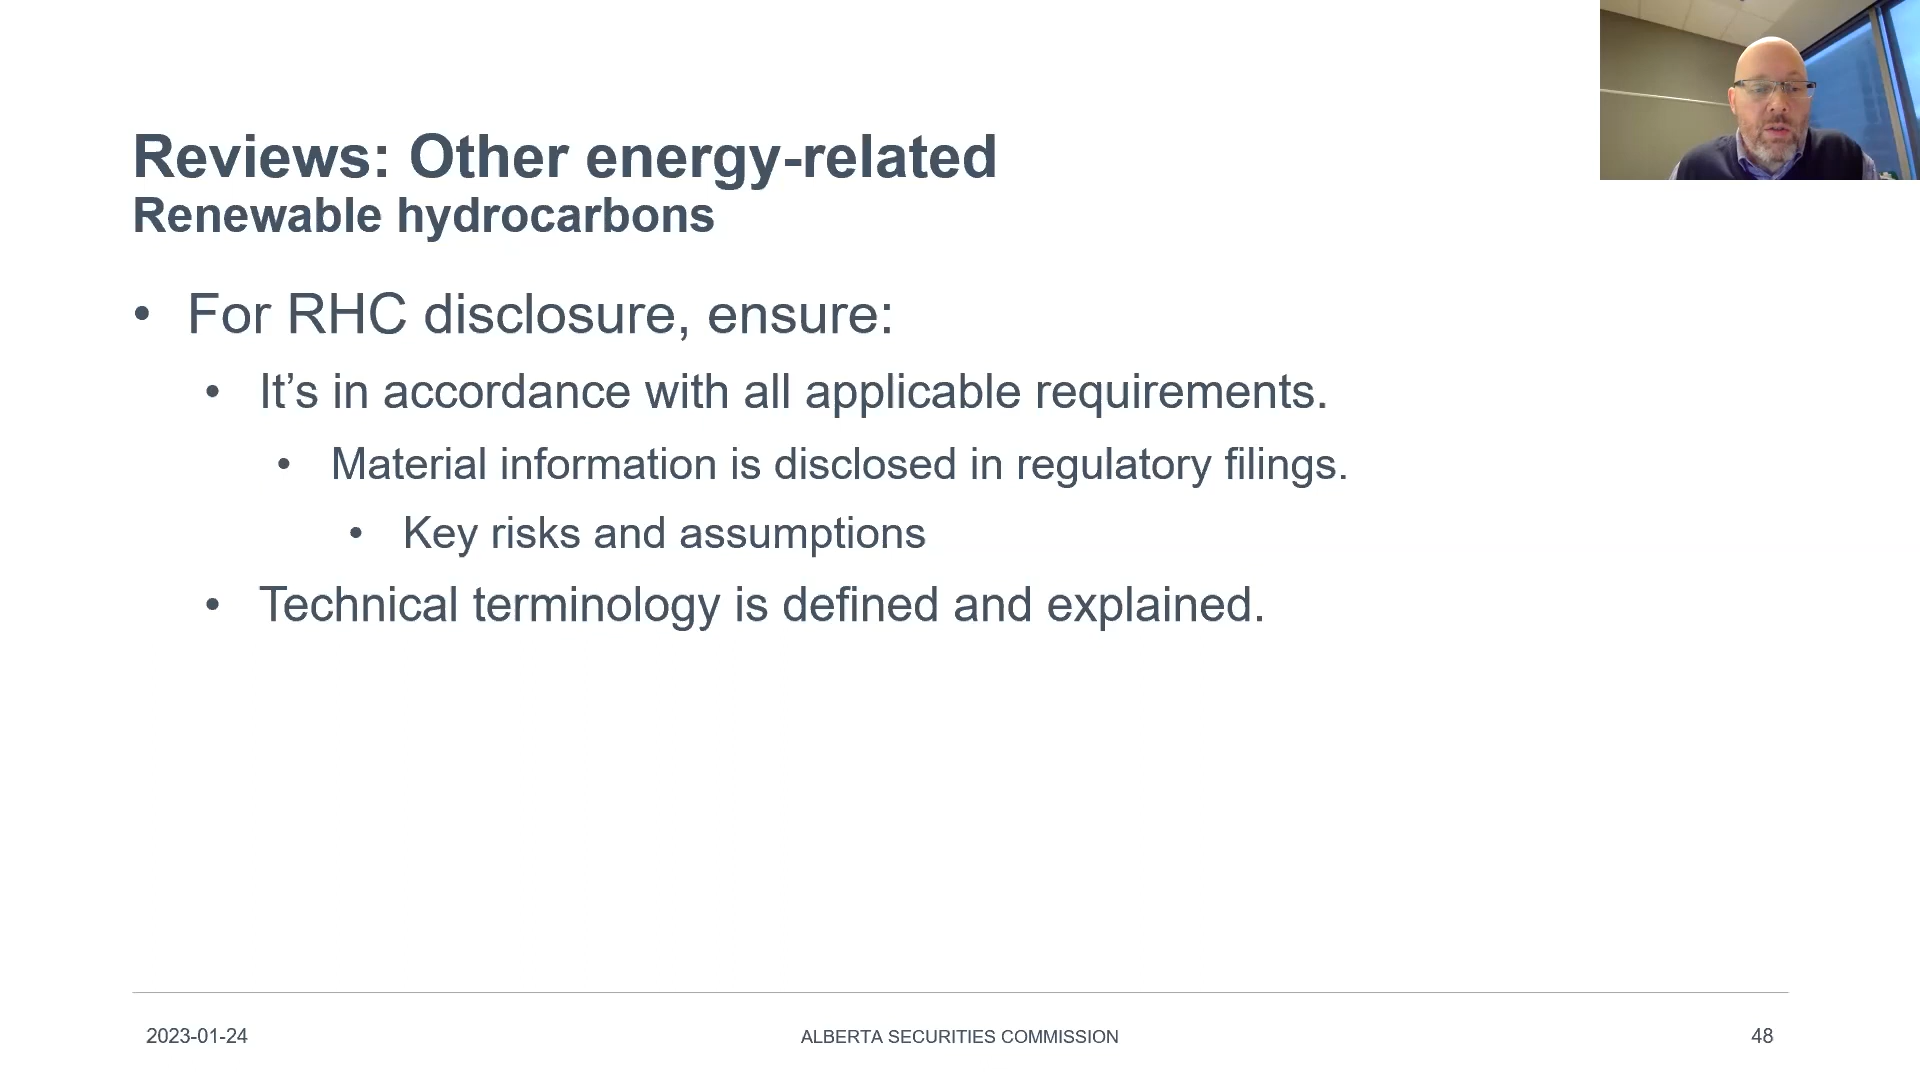 Reviews: Other energy-related
Renewable hydrocarbons
• For RHC disclosure, ensure:
• It’s in accordance with all applicable requirements.
• Material information is disclosed in regulatory filings.
• Key risks and assumptions
• Technical terminology is defined and explained.
2023-01-24
ALBERTA SECURITIES COMMISSION
48